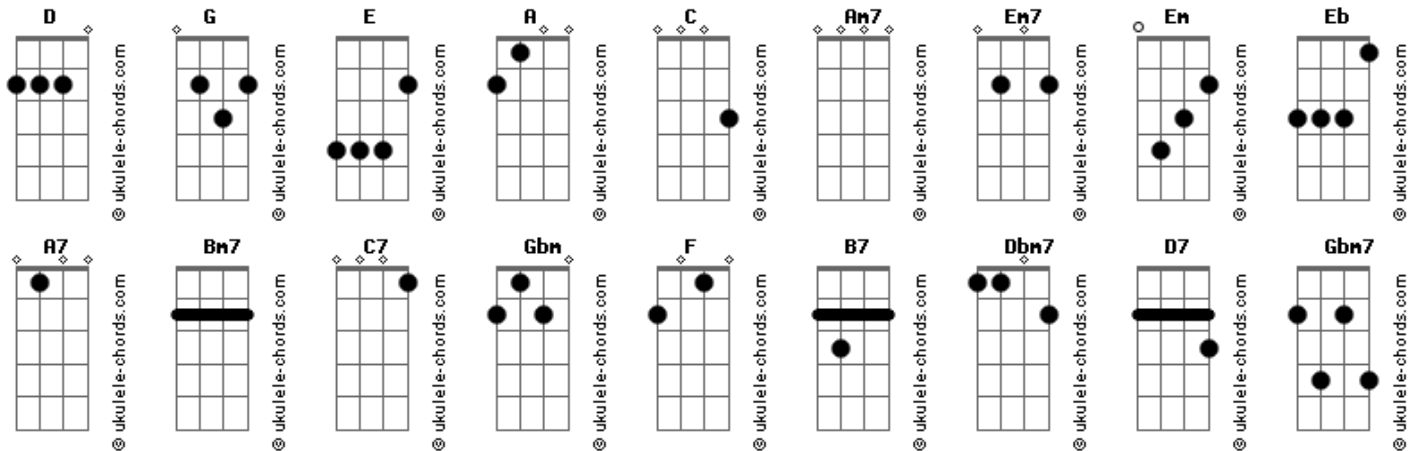 D G E A C Am7 Em7 Em Eb
© ukulele-chords.com © ukulele-chords.com © ukulele-chords.com © ukulele-chords.com © ukulele-chords.com © ukulele-chords.com © ukulele-chords.com © ukulele-chords.com © ukulele-chords.com
A7 Bm7 C7 Gbm F B7 Dbm7 D7 Gbm7
© ukulele-chords.com © ukulele-chords.com © ukulele-chords.com © ukulele-chords.com © ukulele-chords.com © ukulele-chords.com © ukulele-chords.com © ukulele-chords.com © ukulele-chords.com